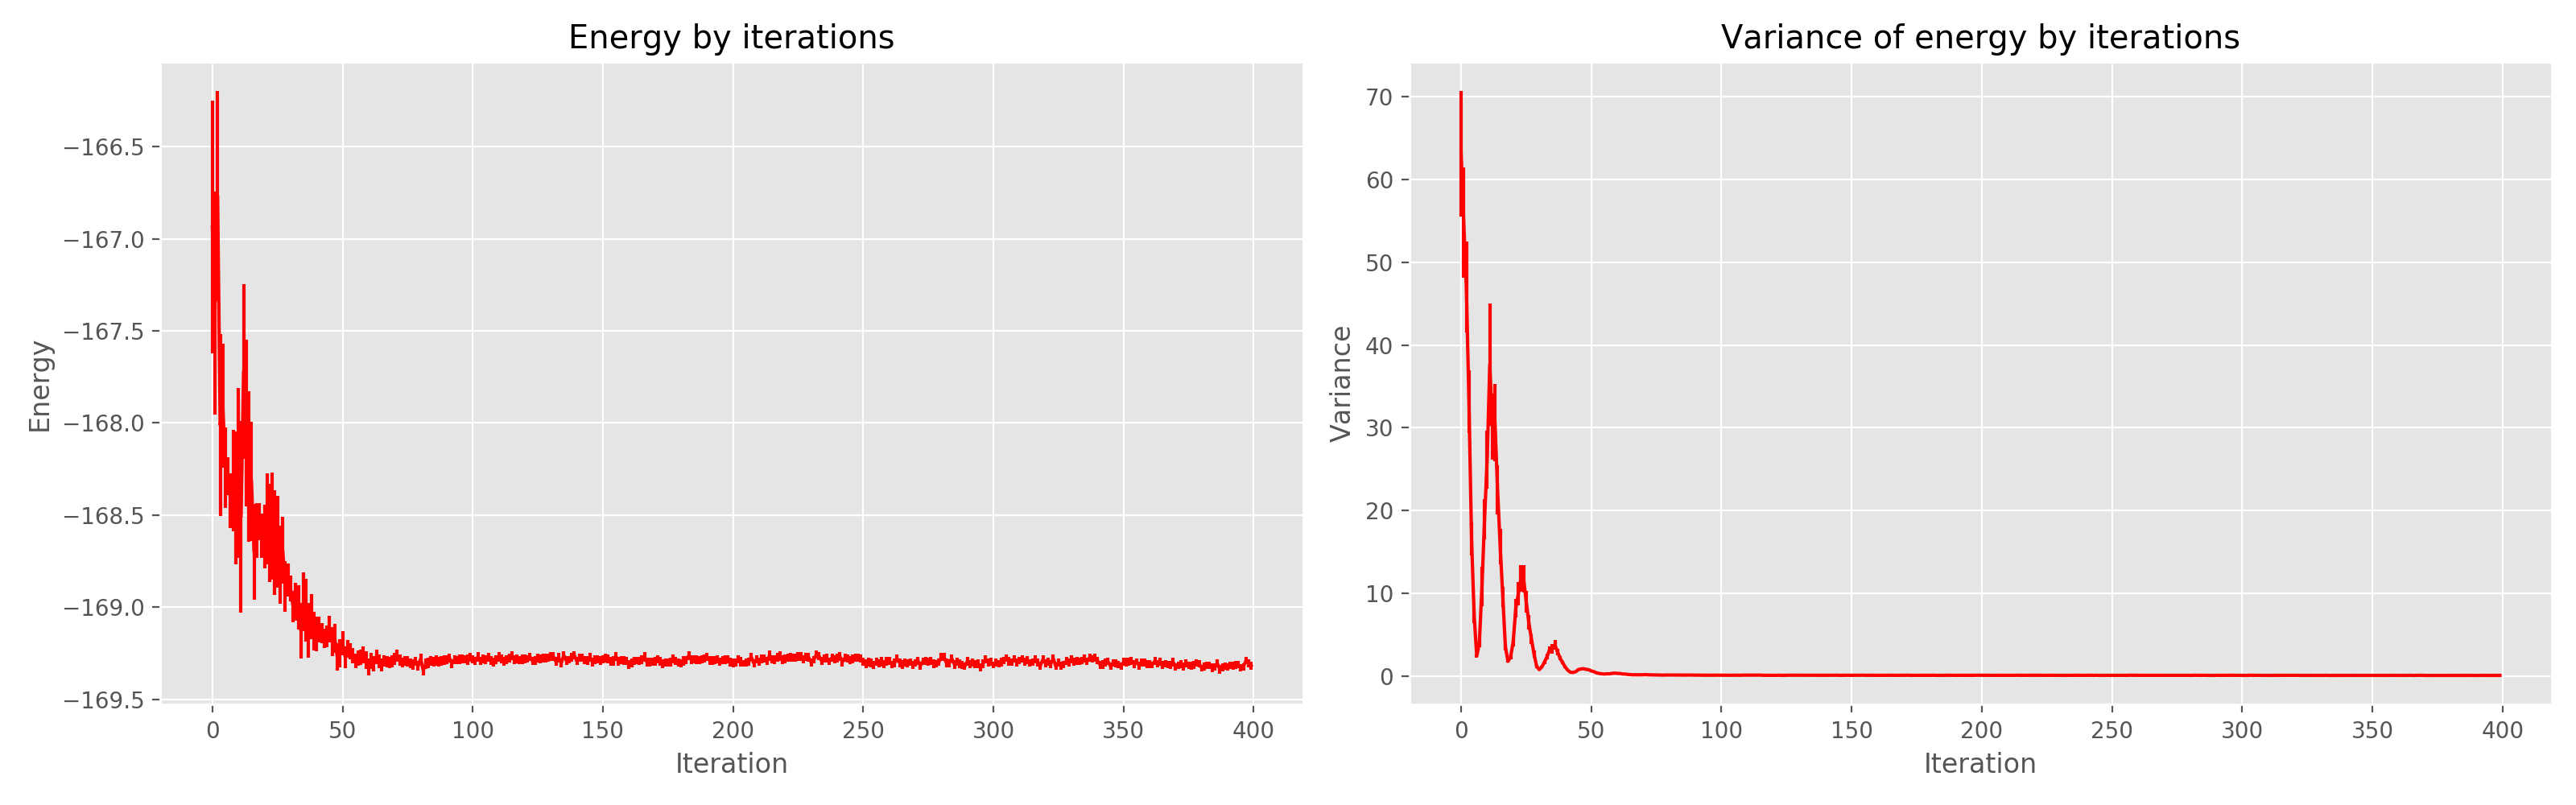 Energy by iterations
Energy
−166.5
−167.0
−167.5
−168.0
−168.5
−169.0
−169.5
0 50 100 150 200 250 300 350 400
Iteration
Variance of energy by iterations
Variance
70
60
50
40
30
20
10
0
0 50 100 150 200 250 300 350 400
Iteration